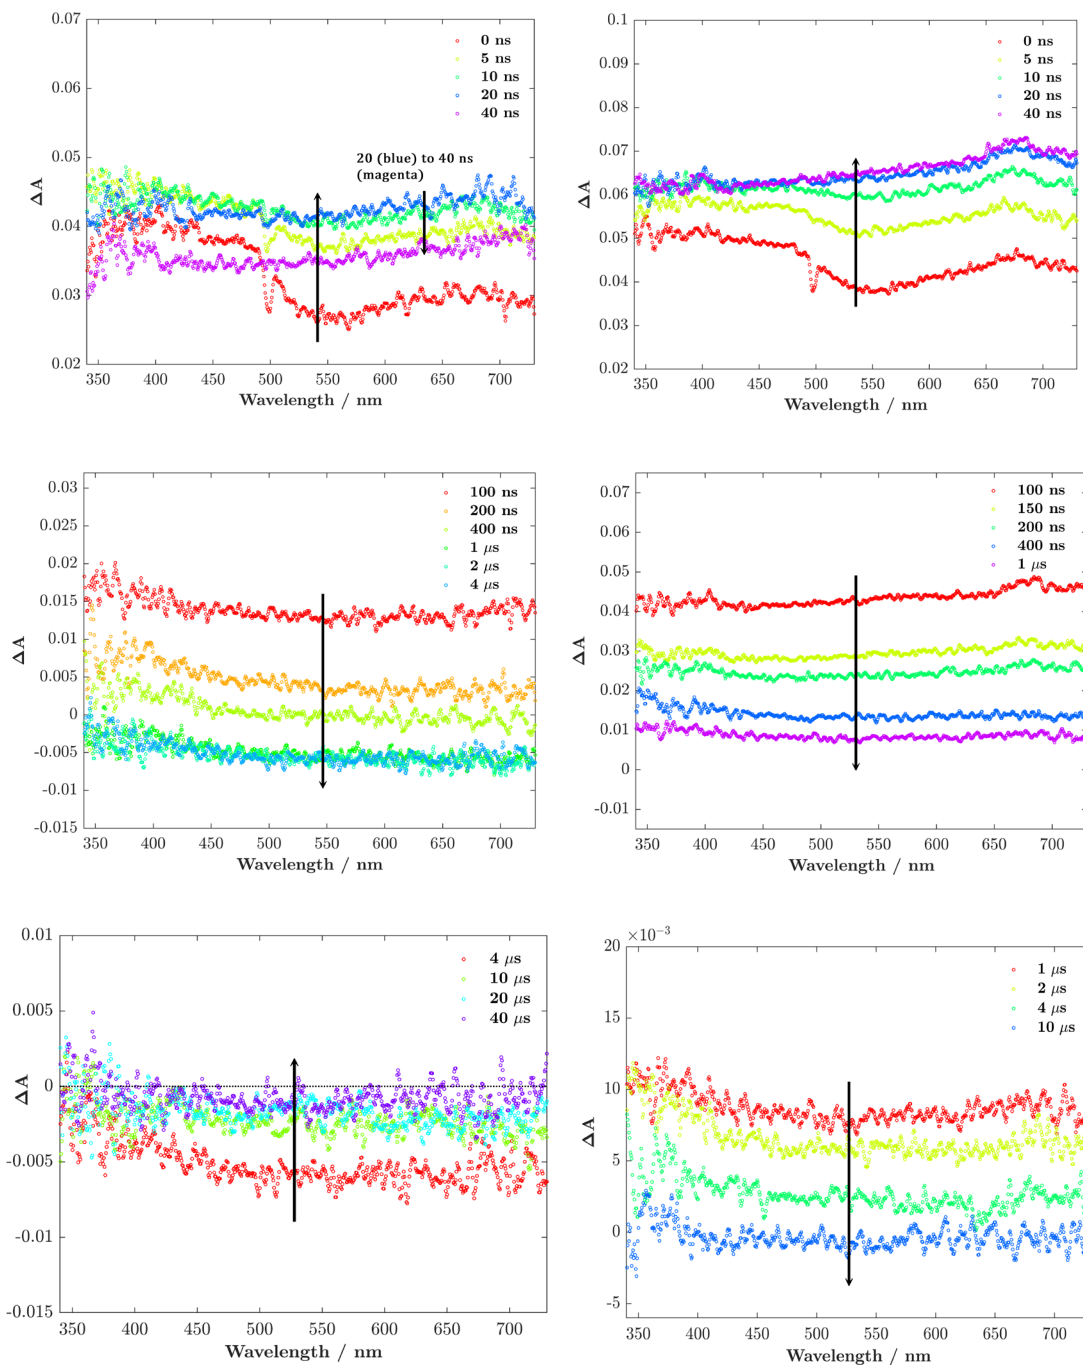 0.07
0.06
0.05
0.04
0.03
0.02
ΔA
0 ns
5 ns
10 ns
20 ns
40 ns
20 (blue) to 40 ns
(magenta)
350 400 450 500 550 600 650 700
Wavelength / nm
0.1
0.09
0.08
0.07
0.06
0.05
0.04
0.03
0.02
ΔA
0 ns
5 ns
10 ns
20 ns
40 ns
350 400 450 500 550 600 650 700
Wavelength / nm
0.03
0.025
0.02
0.015
0.01
0.005
0
-0.005
-0.01
-0.015
ΔA
100 ns
200 ns
400 ns
1 μs
2 μs
4 μs
350 400 450 500 550 600 650 700
Wavelength / nm
0.07
0.06
0.05
0.04
0.03
0.02
0.01
0
-0.01
ΔA
100 ns
150 ns
200 ns
400 ns
1 μs
350 400 450 500 550 600 650 700
Wavelength / nm
0.01
0.005
0
-0.005
-0.01
-0.015
ΔA
4 μs
10 μs
20 μs
40 μs
350 400 450 500 550 600 650 700
Wavelength / nm
×10⁻³
20
15
10
5
0
-5
ΔA
1 μs
2 μs
4 μs
10 μs
350 400 450 500 550 600 650 700
Wavelength / nm